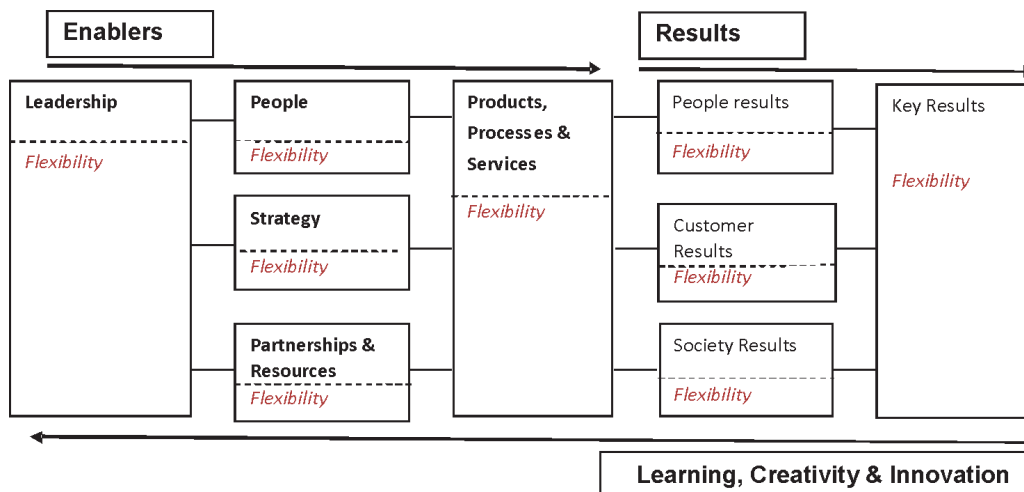 Enablers
Results
Leadership
Flexibility
People
Flexibility
Strategy
Flexibility
Partnerships &
Resources
Flexibility
Products,
Processes &
Services
Flexibility
People results
Flexibility
Customer
Results
Flexibility
Society Results
Flexibility
Key Results
Flexibility
Learning, Creativity & Innovation